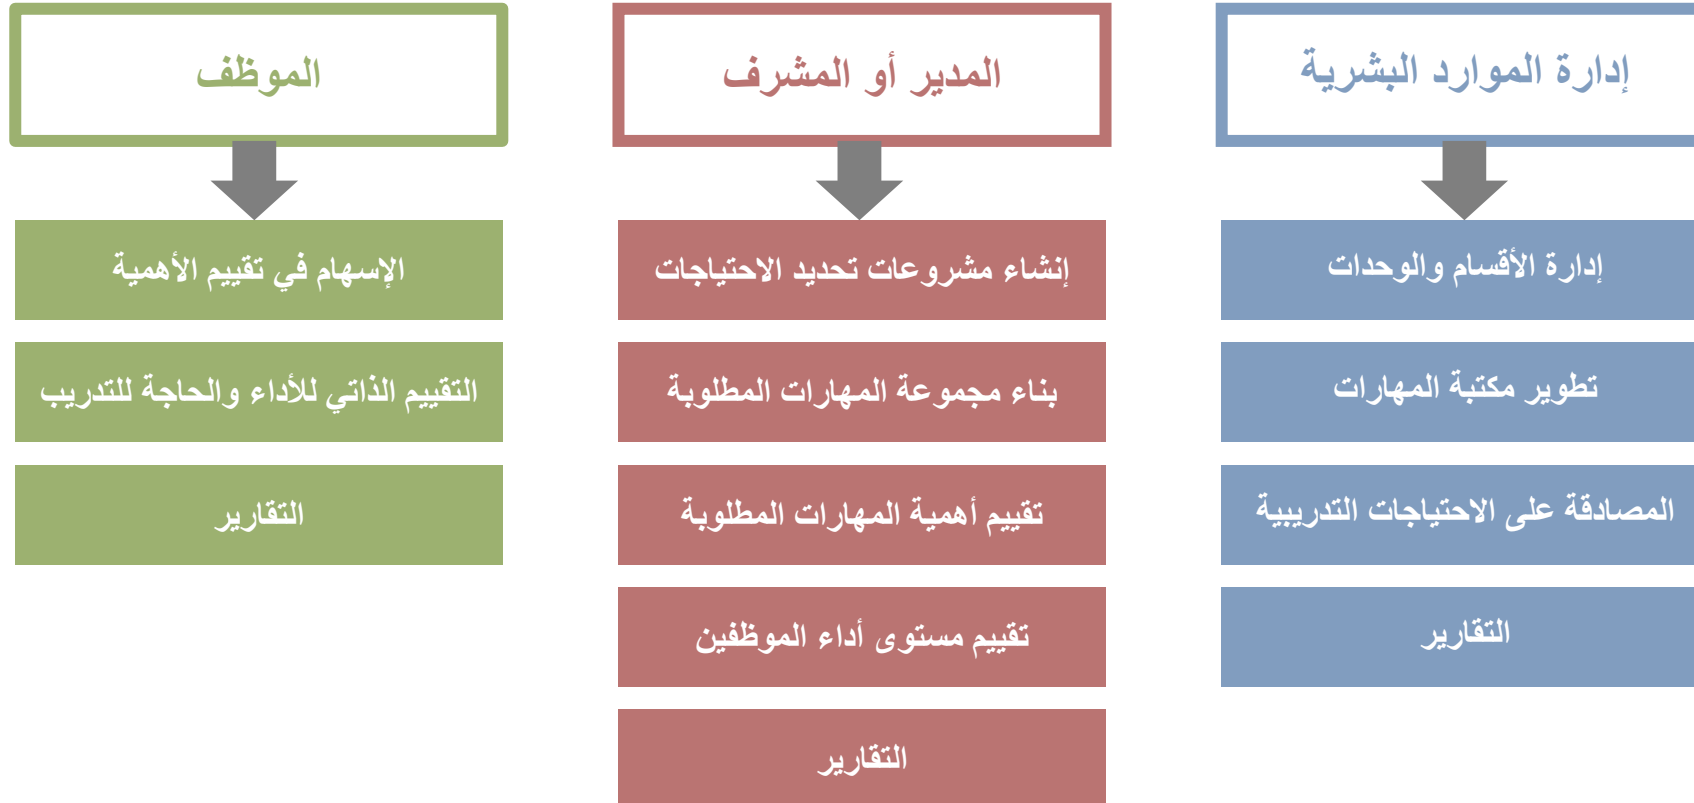 إدارة الموارد البشرية
إدارة الأقسام والوحدات
تطوير مكتبة المهارات
المصادقة على الاحتياجات التدريبية
التقارير
المدير أو المشرف
إنشاء مشروعات تحديد الاحتياجات
بناء مجموعة المهارات المطلوبة
تقييم أهمية المهارات المطلوبة
تقييم مستوى أداء الموظفين
التقارير
الموظف
الإسهام في تقييم الأهمية
التقييم الذاتي للأداء والحاجة للتدريب
التقارير